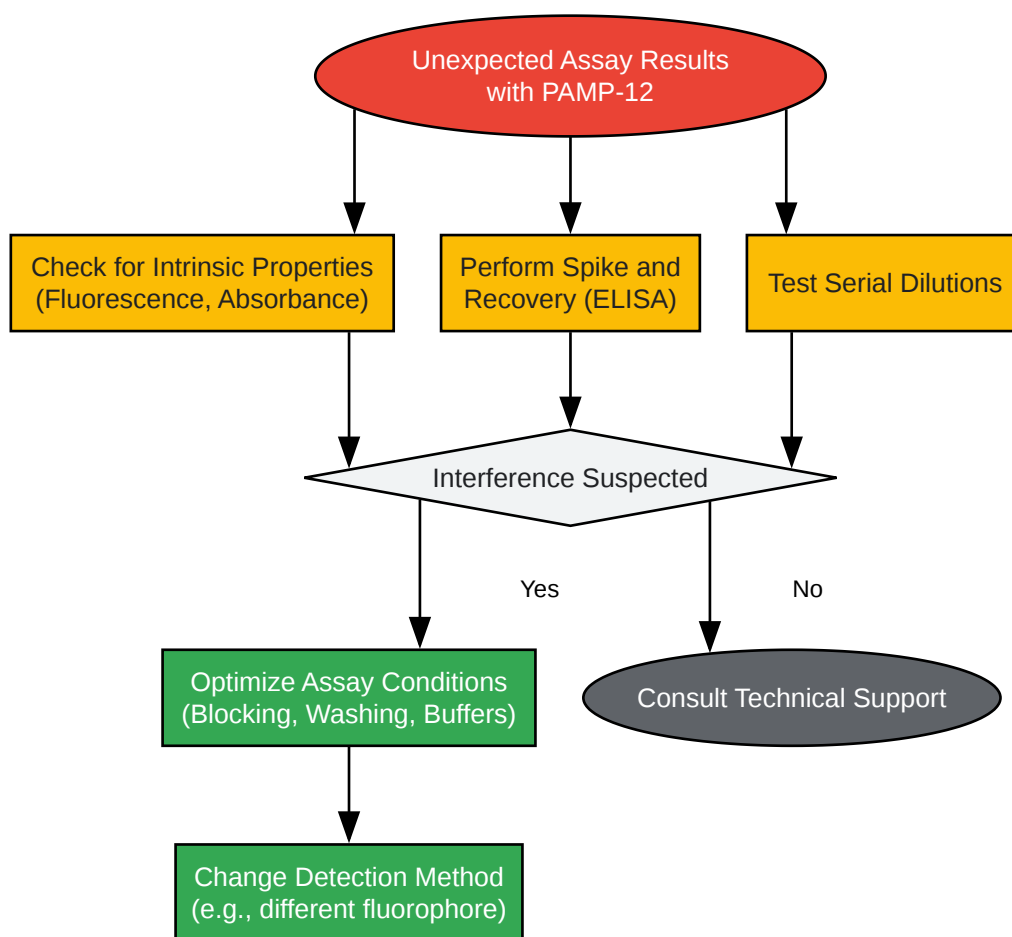 Unexpected Assay Results
with PAMP-12
Check for Intrinsic Properties
(Fluorescence, Absorbance)
Perform Spike and
Recovery (ELISA)
Test Serial Dilutions
Interference Suspected
Yes
No
Optimize Assay Conditions
(Blocking, Washing, Buffers)
Consult Technical Support
Change Detection Method
(e.g., different fluorophore)